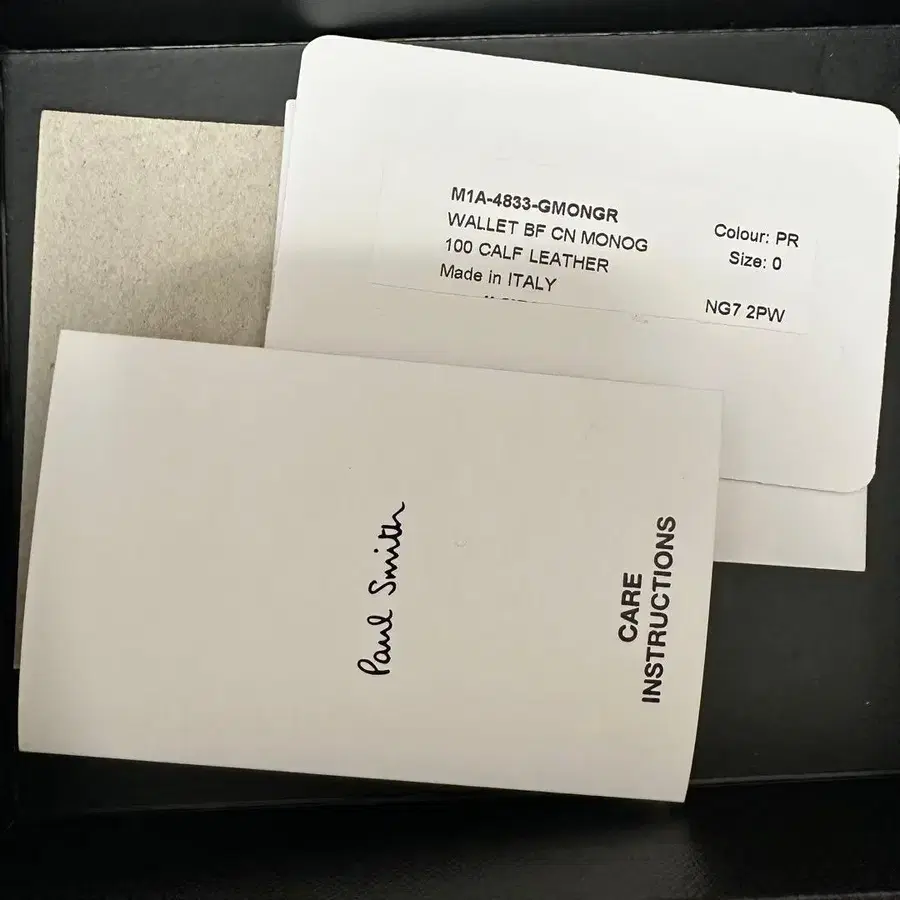 M1A-4833-GMONGR
WALLET BF CN MONOG
100 CALF LEATHER
Made in ITALY
Colour: PR
Size: 0
NG7 2PW
Paul Smith
CARE
INSTRUCTIONS